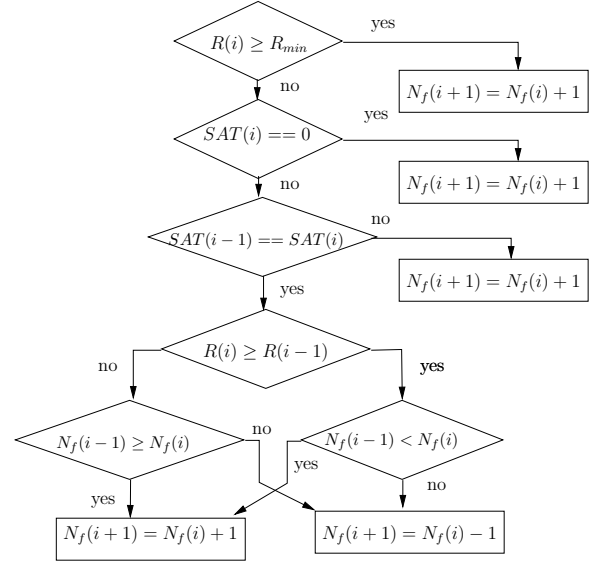 yes
R(i) ≥ R_min
N_f(i+1) = N_f(i)+1
no
yes
SAT(i) == 0
N_f(i+1) = N_f(i)+1
no
no
SAT(i−1) == SAT(i)
N_f(i+1) = N_f(i)+1
yes
R(i) ≥ R(i−1)
no
yes
N_f(i−1) ≥ N_f(i)
no
N_f(i−1) < N_f(i)
yes
yes
no
N_f(i+1) = N_f(i)+1
N_f(i+1) = N_f(i)−1